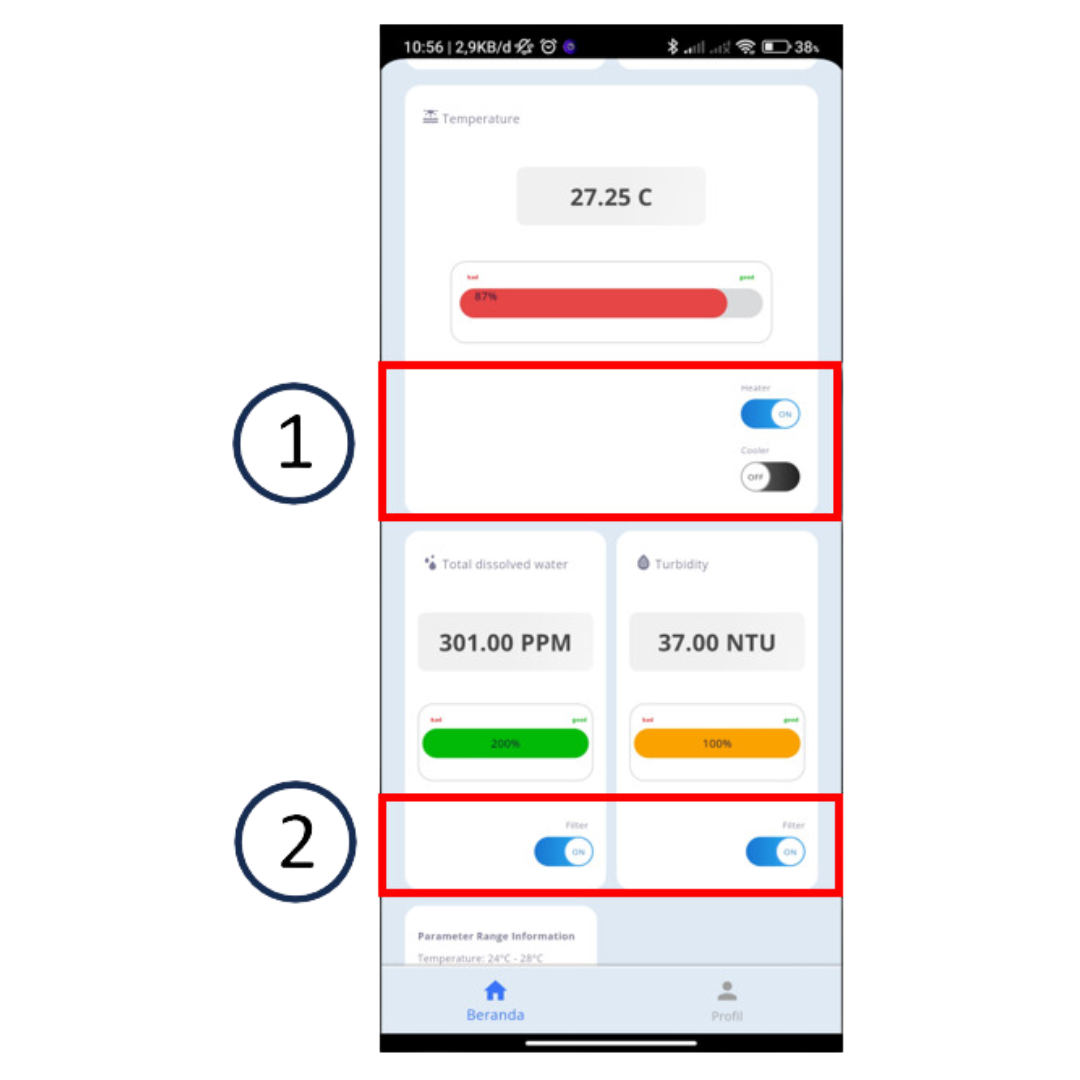 10:56 | 2,9KB/d 38%
Temperature
27.25 C
bad good
87%
Heater
ON
1
Cooler
OFF
Total dissolved water
Turbidity
301.00 PPM
37.00 NTU
bad good
bad good
200%
100%
2
Filter
Filter
ON
ON
Parameter Range Information
Temperature: 24°C - 28°C
Beranda
Profil